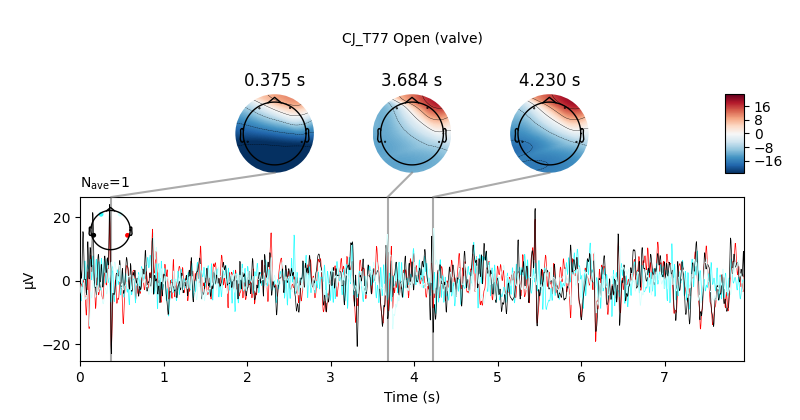 CJ_T77 Open (valve)
0.375 s 3.684 s 4.230 s
16
8
0
−8
−16
Nave=1
20
0
−20
µV
0 1 2 3 4 5 6 7
Time (s)